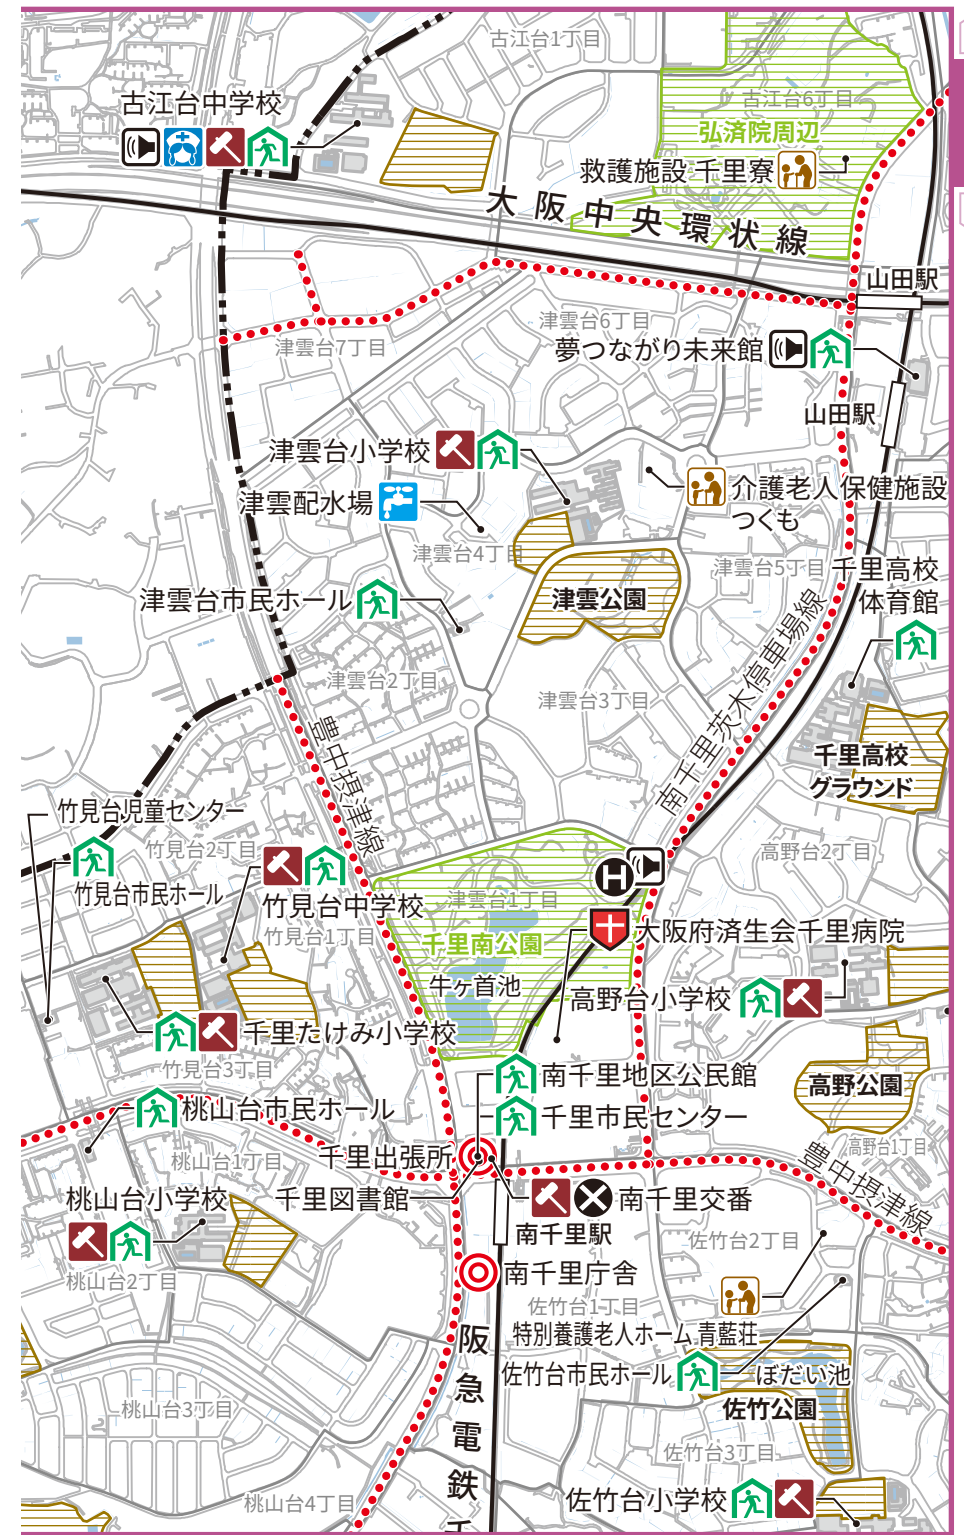 古江台1丁目
古江台中学校
古江台6丁目
弘済院周辺
救護施設 千里寮
大阪中央環状線
山田駅
津雲台6丁目
津雲台7丁目
夢つながり未来館
山田駅
津雲台小学校
介護老人保健施設
つくも
津雲配水場
津雲台4丁目
津雲台5丁目
千里高校
体育館
津雲台市民ホール
津雲公園
南千里茨木停車場線
津雲台2丁目
津雲台3丁目
豊中摂津線
千里高校
グラウンド
竹見台児童センター
竹見台2丁目
高野台2丁目
竹見台市民ホール
竹見台中学校
竹見台1丁目
津雲台1丁目
千里南公園
H
大阪府済生会千里病院
牛ヶ首池
高野台小学校
千里たけみ小学校
竹見台3丁目
南千里地区公民館
高野公園
桃山台市民ホール
千里市民センター
高野台1丁目
桃山台1丁目
千里出張所
豊中摂津線
桃山台小学校
千里図書館
南千里交番
南千里駅
佐竹台2丁目
桃山台2丁目
南千里庁舎
佐竹台1丁目
特別養護老人ホーム 青藍荘
阪急電鉄千
佐竹台市民ホール
ぼだい池
佐竹公園
桃山台3丁目
佐竹台3丁目
桃山台4丁目
佐竹台小学校